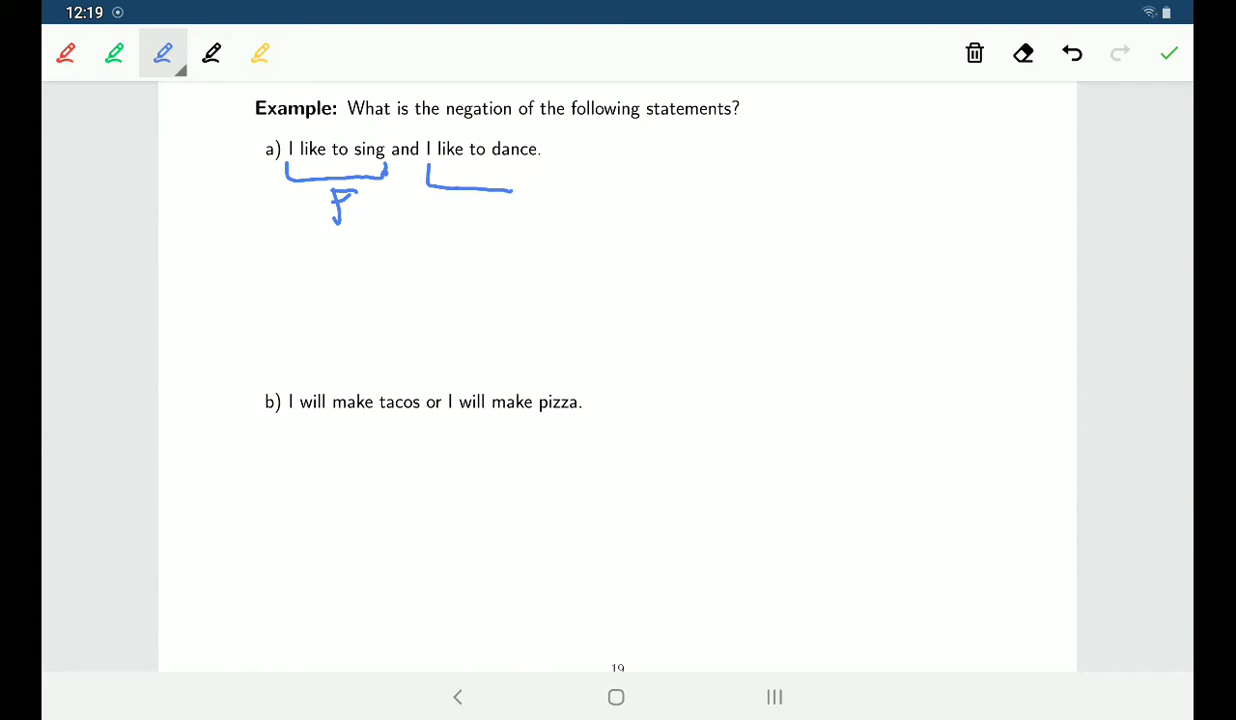 12:19
Example: What is the negation of the following statements?
a) I like to sing and I like to dance.
P
b) I will make tacos or I will make pizza.
19